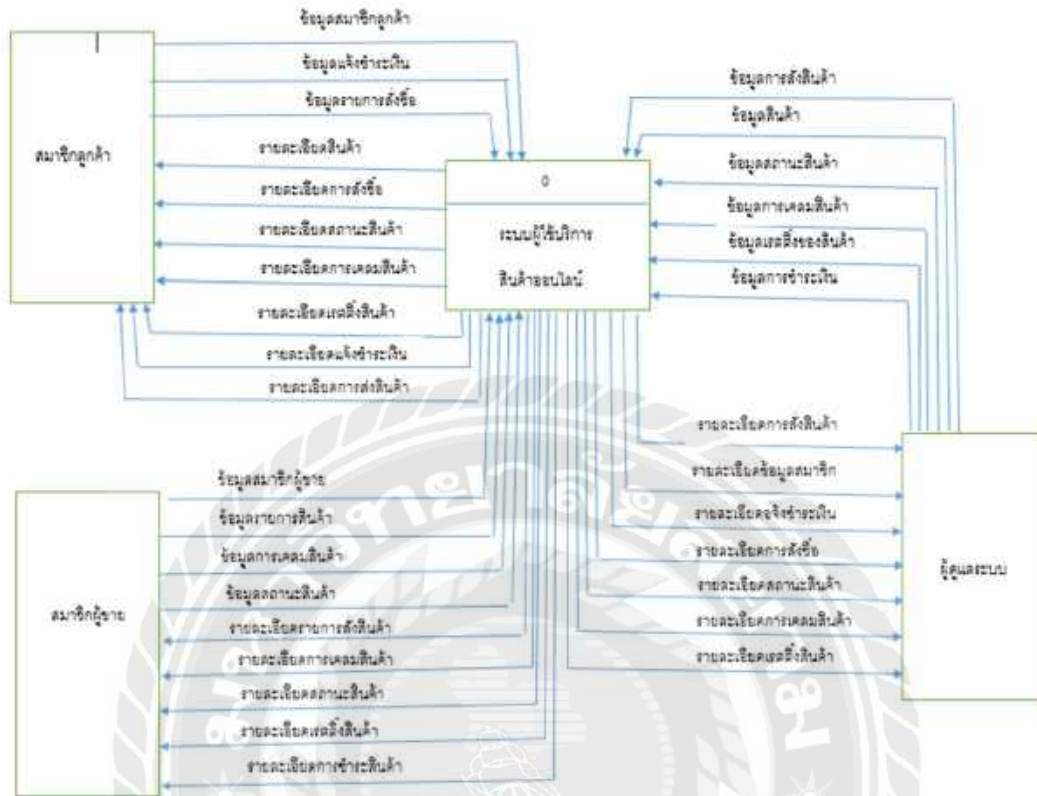 ข้อมูลสมาชิกลูกค้า
ข้อมูลแจ้งชำระเงิน
ข้อมูลรายการสั่งซื้อ
สมาชิกลูกค้า
รายละเอียดสินค้า
รายละเอียดการสั่งซื้อ
รายละเอียดสถานะสินค้า
รายละเอียดการเคลมสินค้า
รายละเอียดเรตติ้งสินค้า
รายละเอียดแจ้งชำระเงิน
รายละเอียดการส่งสินค้า
0
ระบบผู้ใช้บริการ
สินค้าออนไลน์
ข้อมูลการสั่งสินค้า
ข้อมูลสินค้า
ข้อมูลสถานะสินค้า
ข้อมูลการเคลมสินค้า
ข้อมูลเรตติ้งของสินค้า
ข้อมูลการชำระเงิน
ข้อมูลสมาชิกผู้ขาย
ข้อมูลรายการสินค้า
ข้อมูลการเคลมสินค้า
ข้อมูลสถานะสินค้า
สมาชิกผู้ขาย
รายละเอียดรายการสั่งสินค้า
รายละเอียดการเคลมสินค้า
รายละเอียดสถานะสินค้า
รายละเอียดเรตติ้งสินค้า
รายละเอียดการชำระสินค้า
รายละเอียดการสั่งสินค้า
รายละเอียดข้อมูลสมาชิก
รายละเอียดอจ้งชำระเงิน
รายละเอียดการสั่งซื้อ
รายละเอียดสถานะสินค้า
รายละเอียดการเคลมสินค้า
รายละเอียดเรตติ้งสินค้า
ผู้ดูแลระบบ